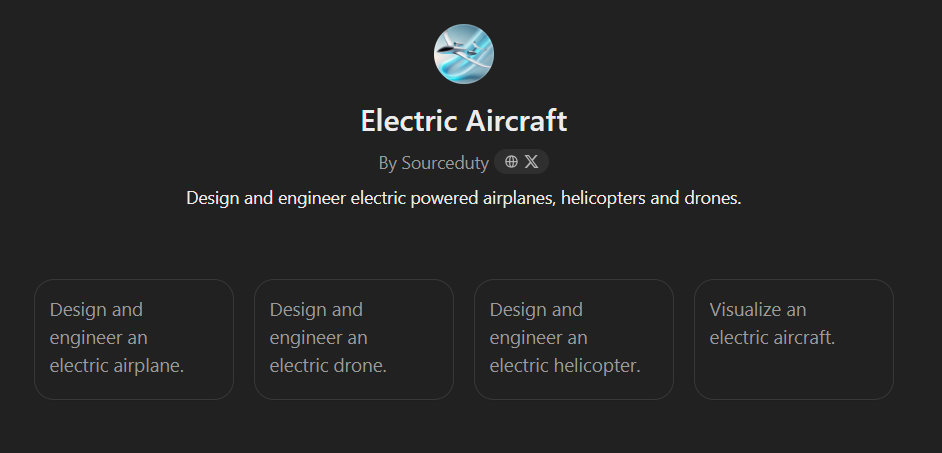 Electric Aircraft
By Sourceduty
Design and engineer electric powered airplanes, helicopters and drones.
Design and
engineer an
electric airplane.
Design and
engineer an
electric drone.
Design and
engineer an
electric helicopter.
Visualize an
electric aircraft.